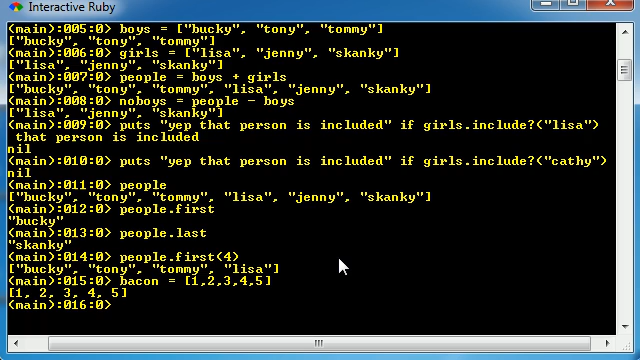 Interactive Ruby
(main):005:0> boys = ["bucky", "tony", "tommy"]
["bucky", "tony", "tommy"]
(main):006:0> girls = ["lisa", "jenny", "skanky"]
["lisa", "jenny", "skanky"]
(main):007:0> people = boys + girls
["bucky", "tony", "tommy", "lisa", "jenny", "skanky"]
(main):008:0> noboys = people - boys
["lisa", "jenny", "skanky"]
(main):009:0> puts "yep that person is included" if girls.include?("lisa")
that person is included
nil
(main):010:0> puts "yep that person is included" if girls.include?("cathy")
nil
(main):011:0> people
["bucky", "tony", "tommy", "lisa", "jenny", "skanky"]
(main):012:0> people.first
"bucky"
(main):013:0> people.last
"skanky"
(main):014:0> people.first(4)
["bucky", "tony", "tommy", "lisa"]
(main):015:0> bacon = [1,2,3,4,5]
[1, 2, 3, 4, 5]
(main):016:0>